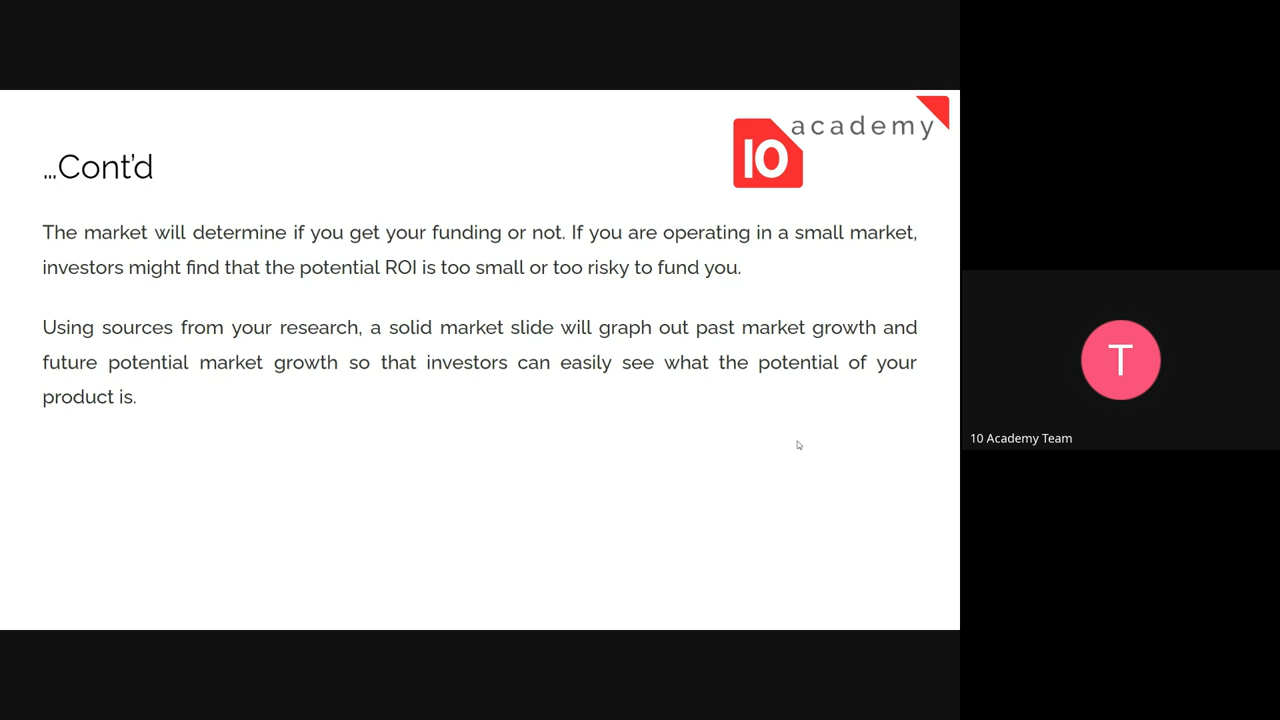 10 academy
...Cont'd
The market will determine if you get your funding or not. If you are operating in a small market,
investors might find that the potential ROI is too small or too risky to fund you.
Using sources from your research, a solid market slide will graph out past market growth and
future potential market growth so that investors can easily see what the potential of your
product is.
T
10 Academy Team